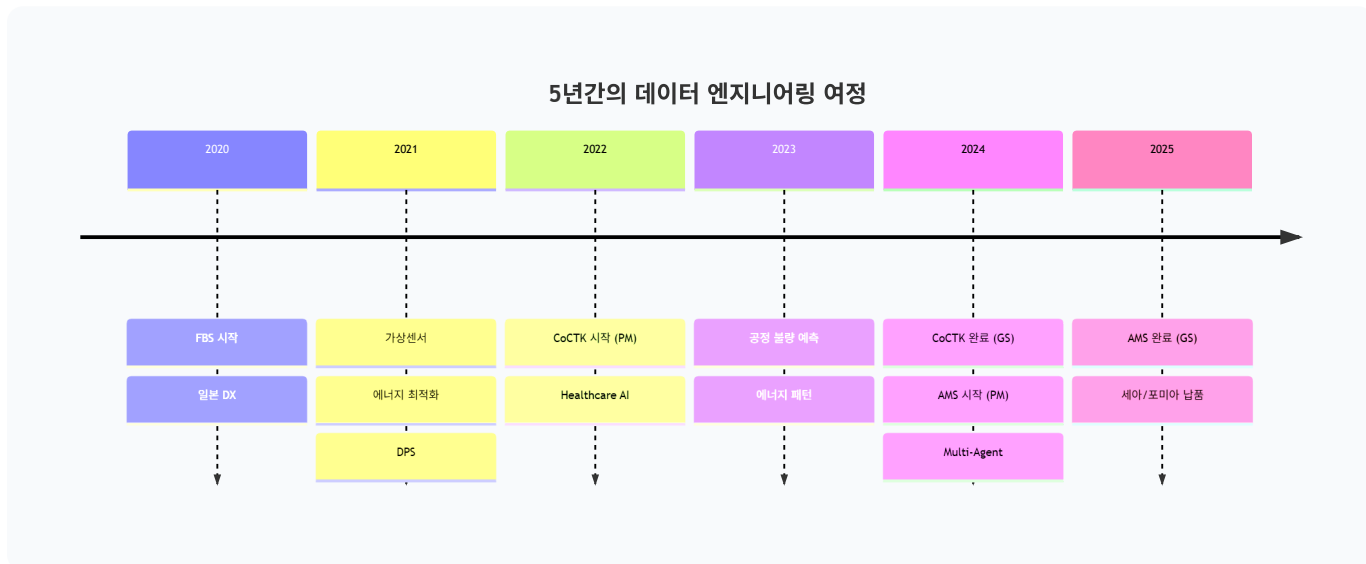 5년간의 데이터 엔지니어링 여정
2020
2021
2022
2023
2024
2025
FBS 시작
가상센서
CoCTK 시작 (PM)
공정 불량 예측
CoCTK 완료 (GS)
AMS 완료 (GS)
일본 DX
에너지 최적화
Healthcare AI
에너지 패턴
AMS 시작 (PM)
세아/포미아 납품
DPS
Multi-Agent